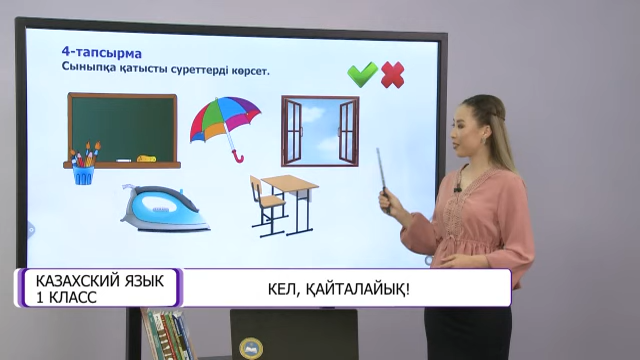 4-тапсырма
Сыныпқа қатысты суреттерді көрсет.
КАЗАХСКИЙ ЯЗЫК
1 КЛАСС
КЕЛ, ҚАЙТАЛАЙЫҚ!